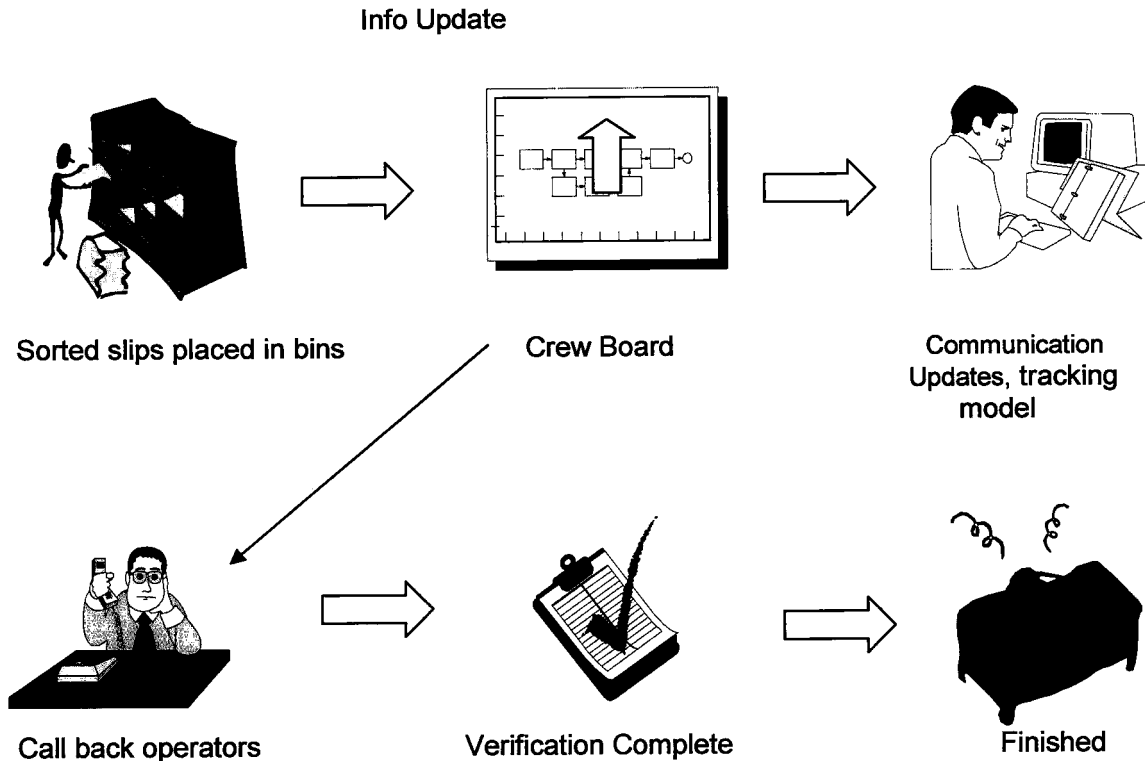 Info Update
Sorted slips placed in bins
Crew Board
Communication
Updates, tracking
model
Call back operators
Verification Complete
Finished